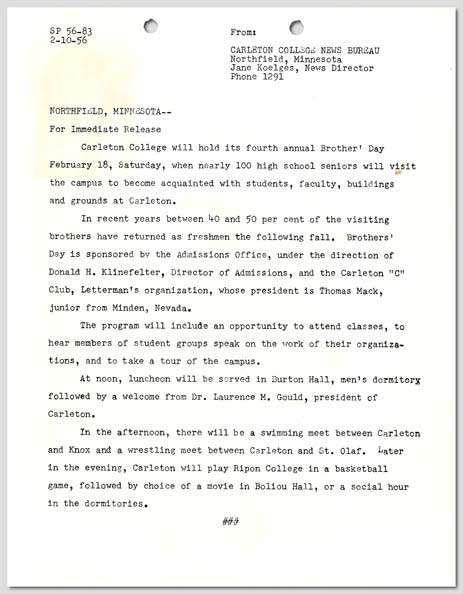 SP 56-83
2-10-56
From:
CARLETON COLLEGE NEWS BUREAU
Northfield, Minnesota
Jane Koelges, News Director
Phone 1291
NORTHFIELD, MINNESOTA--
For Immediate Release
Carleton College will hold its fourth annual Brother' Day
February 18, Saturday, when nearly 100 high school seniors will visit
the campus to become acquainted with students, faculty, buildings
and grounds at Carleton.
In recent years between 40 and 50 per cent of the visiting
brothers have returned as freshmen the following fall. Brothers'
Day is sponsored by the Admissions Office, under the direction of
Donald H. Klinefelter, Director of Admissions, and the Carleton "C"
Club, Letterman's organization, whose president is Thomas Mack,
junior from Minden, Nevada.
The program will include an opportunity to attend classes, to
hear members of student groups speak on the work of their organiza-
tions, and to take a tour of the campus.
At noon, luncheon will be served in Burton Hall, men's dormitory
followed by a welcome from Dr. Laurence M. Gould, president of
Carleton.
In the afternoon, there will be a swimming meet between Carleton
and Knox and a wrestling meet between Carleton and St. Olaf. Later
in the evening, Carleton will play Ripon College in a basketball
game, followed by choice of a movie in Boliou Hall, or a social hour
in the dormitories.
###